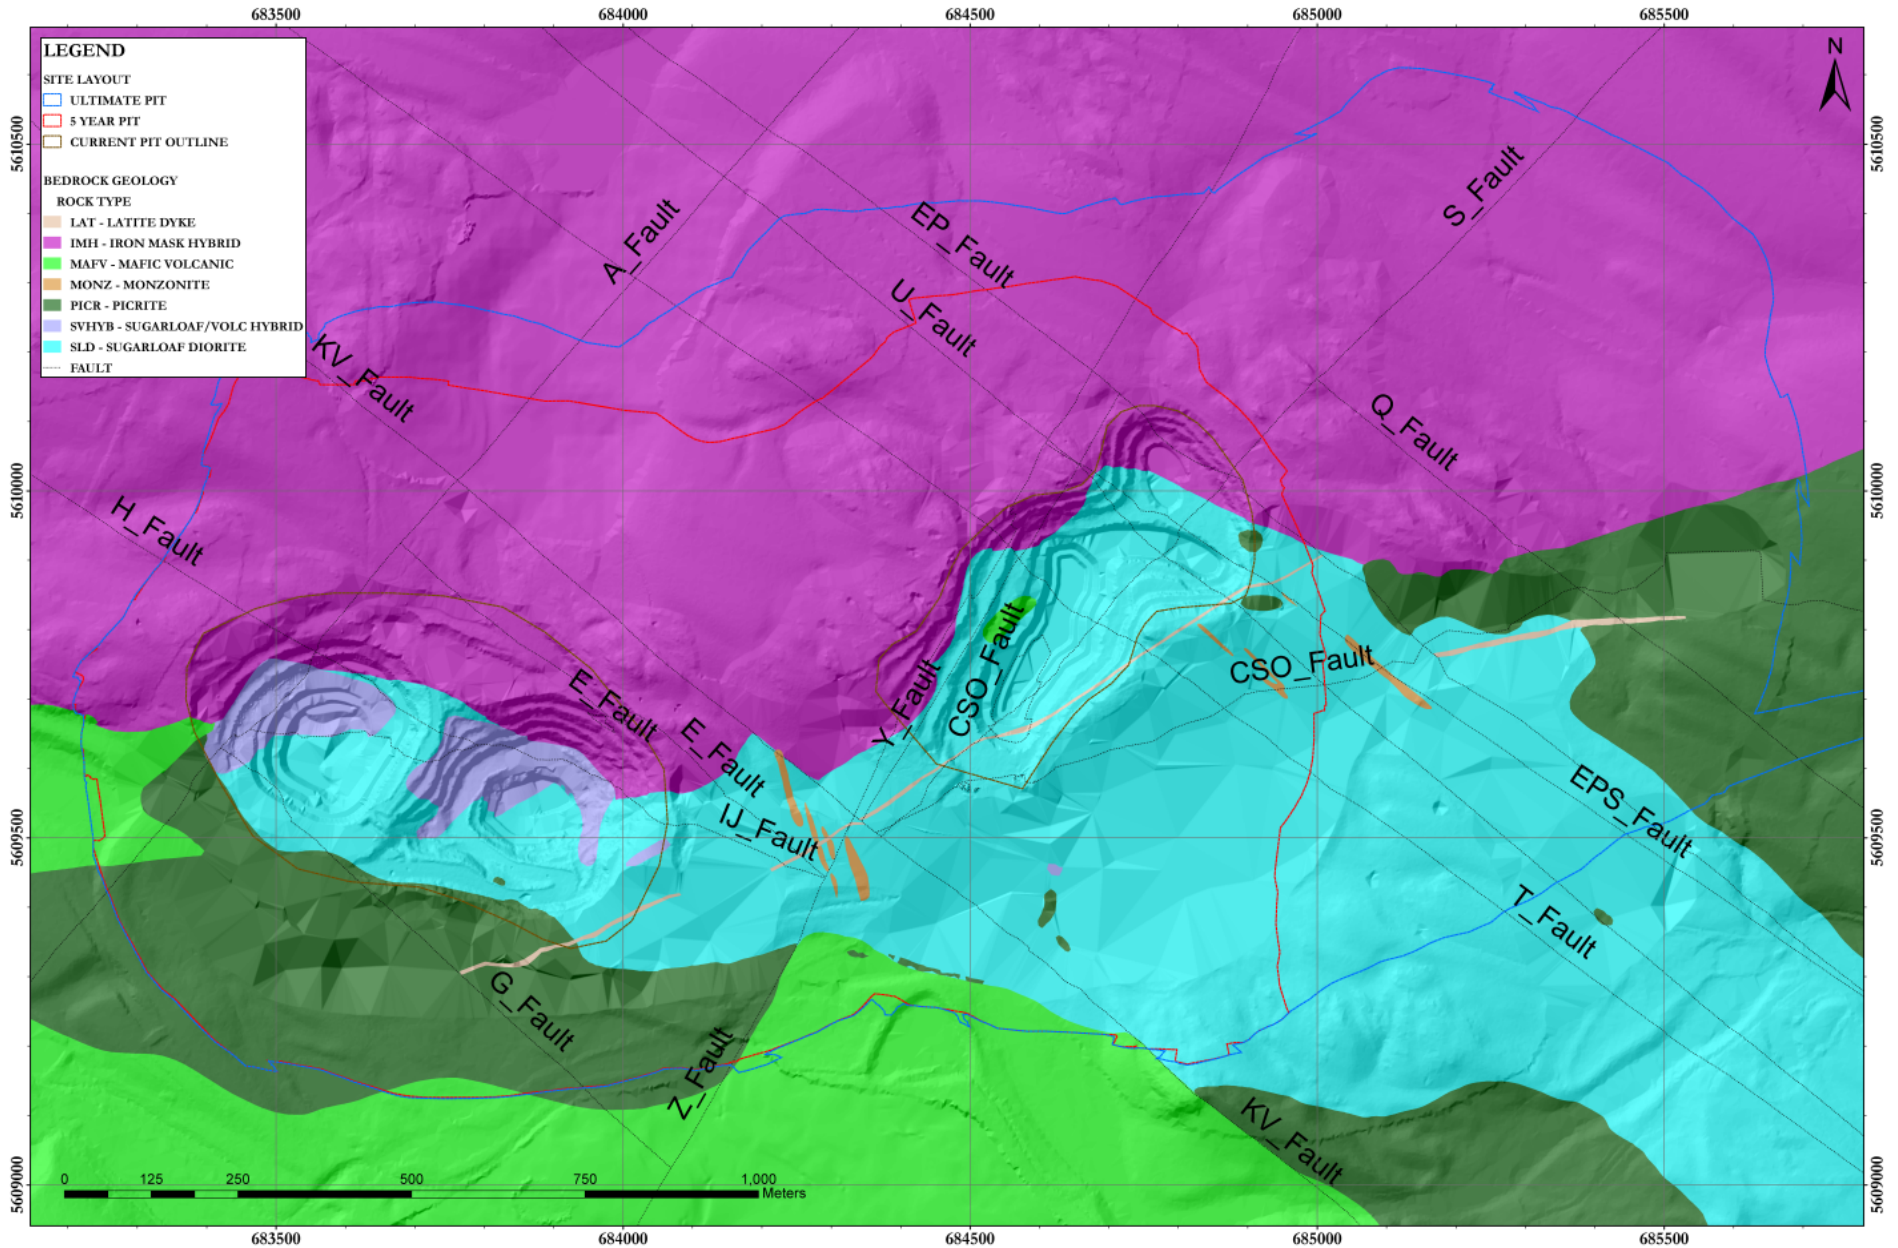 683500 684000 684500 685000 685500
LEGEND
SITE LAYOUT
ULTIMATE PIT
5 YEAR PIT
CURRENT PIT OUTLINE
BEDROCK GEOLOGY
ROCK TYPE
LAT - LATITE DYKE
IMH - IRON MASK HYBRID
MAFV - MAFIC VOLCANIC
MONZ - MONZONITE
PICR - PICRITE
SVHYB - SUGARLOAF/VOLC HYBRID
SLD - SUGARLOAF DIORITE
FAULT
N
5610500
5610500
A_Fault
EP_Fault
S_Fault
U_Fault
KV_Fault
Q_Fault
5610000
5610000
H_Fault
E_Fault
E_Fault
Y_Fault
CSO_Fault
CSO_Fault
IJ_Fault
EPS_Fault
5609500
5609500
T_Fault
G_Fault
Z_Fault
KV_Fault
5609000
5609000
0 125 250 500 750 1,000
Meters
683500 684000 684500 685000 685500